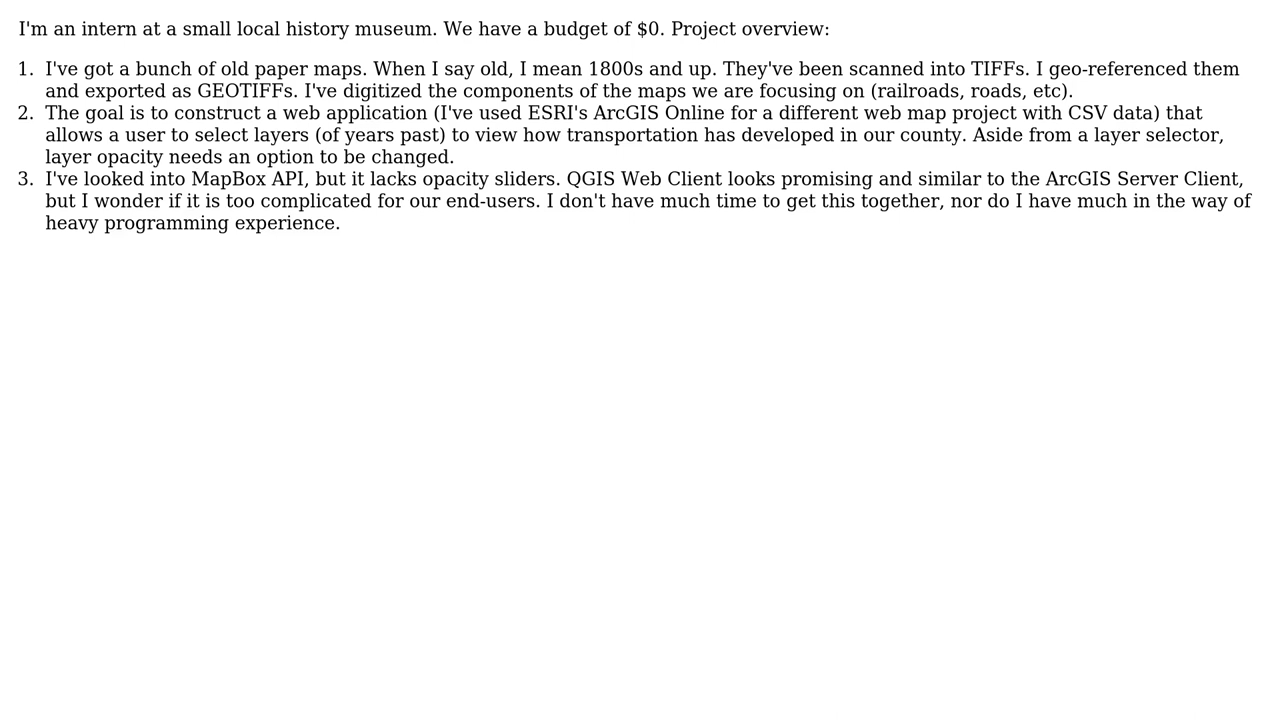 I'm an intern at a small local history museum. We have a budget of $0. Project overview:
1. I've got a bunch of old paper maps. When I say old, I mean 1800s and up. They've been scanned into TIFFs. I geo-referenced them
and exported as GEOTIFFs. I've digitized the components of the maps we are focusing on (railroads, roads, etc).
2. The goal is to construct a web application (I've used ESRI's ArcGIS Online for a different web map project with CSV data) that
allows a user to select layers (of years past) to view how transportation has developed in our county. Aside from a layer selector,
layer opacity needs an option to be changed.
3. I've looked into MapBox API, but it lacks opacity sliders. QGIS Web Client looks promising and similar to the ArcGIS Server Client,
but I wonder if it is too complicated for our end-users. I don't have much time to get this together, nor do I have much in the way of
heavy programming experience.